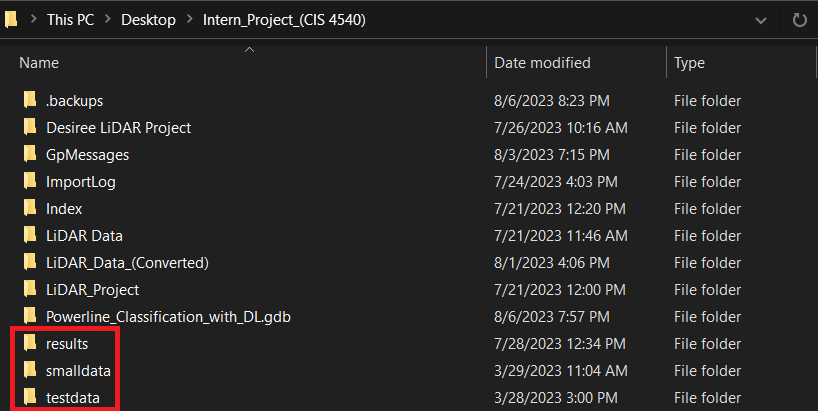 This PC > Desktop > Intern_Project_(CIS 4540)
Name Date modified Type
.backups 8/6/2023 8:23 PM File folder
Desiree LiDAR Project 7/26/2023 10:16 AM File folder
GpMessages 8/3/2023 7:15 PM File folder
ImportLog 7/24/2023 4:03 PM File folder
Index 7/21/2023 12:20 PM File folder
LiDAR Data 7/21/2023 11:46 AM File folder
LiDAR_Data_(Converted) 8/1/2023 4:06 PM File folder
LiDAR_Project 7/21/2023 12:00 PM File folder
Powerline_Classification_with_DL.gdb 8/6/2023 7:57 PM File folder
results 7/28/2023 12:34 PM File folder
smalldata 3/29/2023 11:04 AM File folder
testdata 3/28/2023 3:00 PM File folder